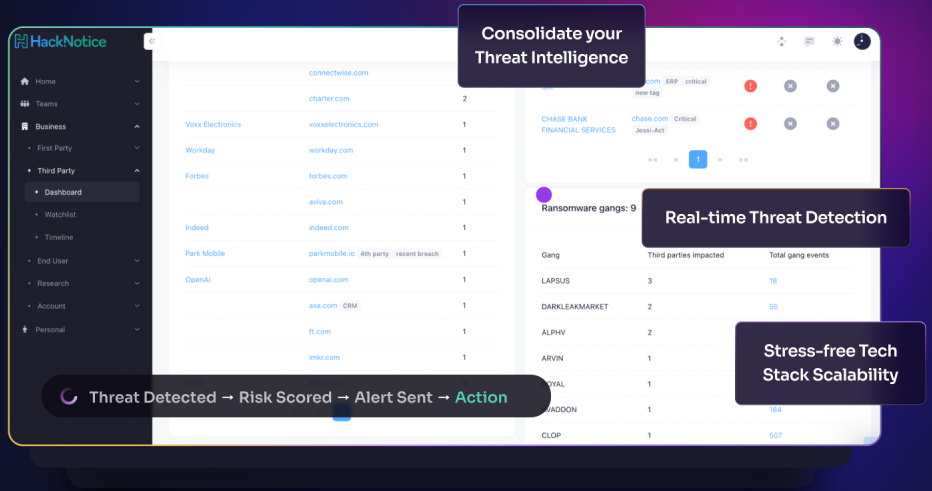 HackNotice
Home
Teams
Business
First Party
Third Party
Dashboard
Watchlist
Timeline
End User
Research
Account
Personal
connectwise.com
charter.com 2
Voxx Electronics voxxelectronics.com 1
Workday workday.com 1
Forbes forbes.com 1
aviva.com 1
Indeed indeed.com 1
Park Mobile parkmobile.io 4th party recent breach 1
OpenAI openai.com 1
axa.com CRM 1
ft.com 1
lmkr.com 1
Consolidate your
Threat Intelligence
.com ERP critical
new tag
CHASE BANK chase.com Critical
FINANCIAL SERVICES Jessi-Act
«« « 1 » »»
Ransomware gangs: 9
Real-time Threat Detection
Gang Third parties impacted Total gang events
LAPSUS 3 18
DARKLEAKMARKET 2 55
ALPHV 2
ARVIN 1
OYAL 1
VADDON 1 184
CLOP 1 507
Stress-free Tech
Stack Scalability
Threat Detected → Risk Scored → Alert Sent → Action